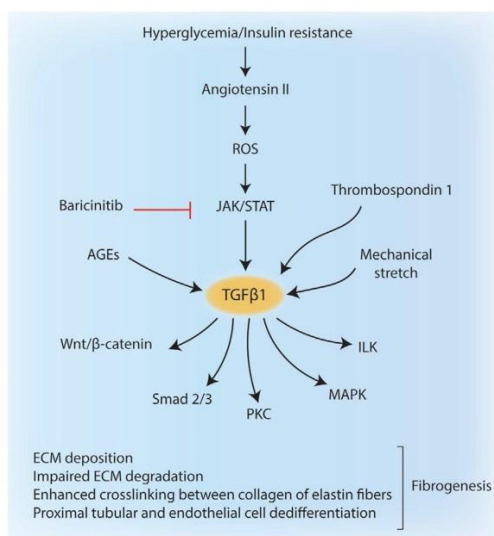 Hyperglycemia/Insulin resistance
Angiotensin II
ROS
Baricinitib
JAK/STAT
Thrombospondin 1
AGEs
Mechanical
stretch
TGFβ1
Wnt/β-catenin
Smad 2/3
PKC
MAPK
ILK
ECM deposition
Impaired ECM degradation
Enhanced crosslinking between collagen of elastin fibers
Proximal tubular and endothelial cell dedifferentiation
Fibrogenesis